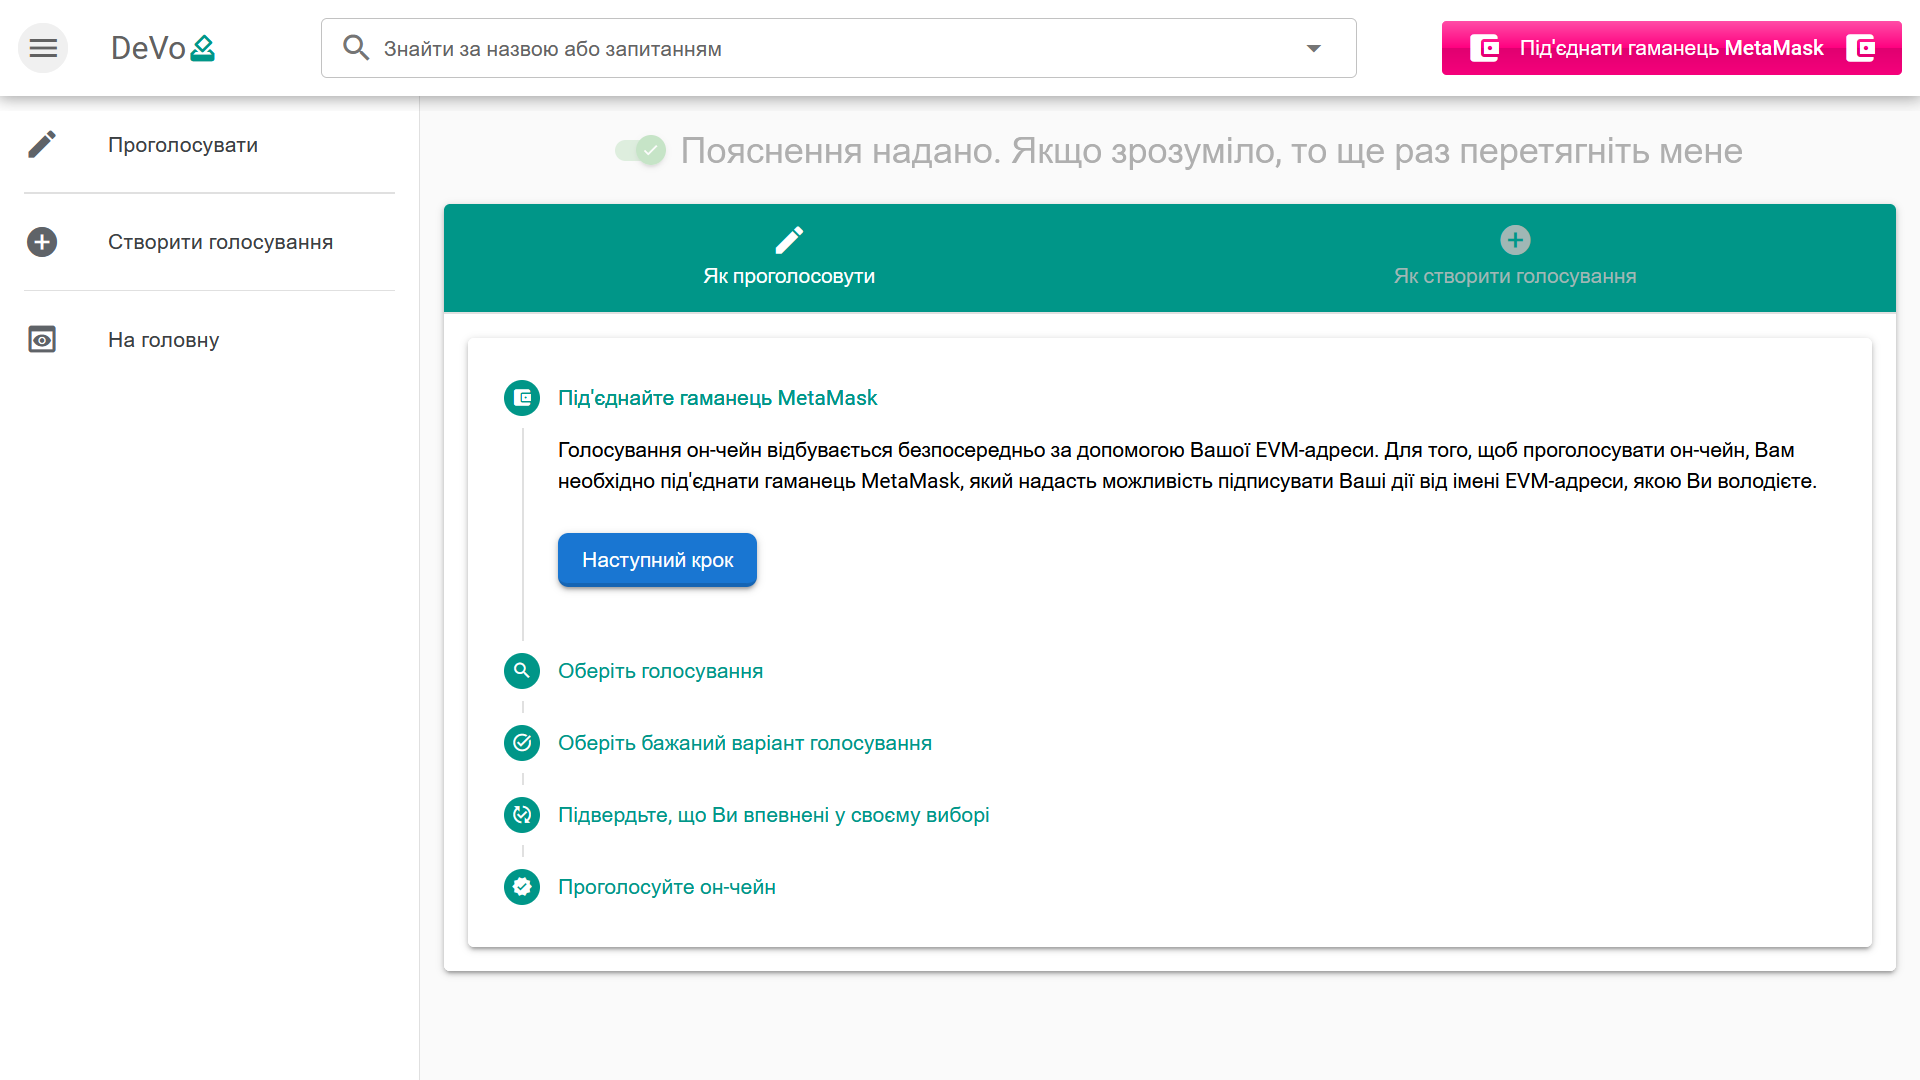 DeVo
Знайти за назвою або запитанням
Під'єднати гаманець MetaMask
Проголосувати
Створити голосування
На головну
Пояснення надано. Якщо зрозуміло, то ще раз перетягніть мене
Як проголосовути
Як створити голосування
Під'єднайте гаманець MetaMask
Голосування он-чейн відбувається безпосередньо за допомогою Вашої EVM-адреси. Для того, щоб проголосувати он-чейн, Вам
необхідно під'єднати гаманець MetaMask, який надасть можливість підписувати Ваші дії від імені EVM-адреси, якою Ви володієте.
Наступний крок
Оберіть голосування
Оберіть бажаний варіант голосування
Підвердьте, що Ви впевнені у своєму виборі
Проголосуйте он-чейн